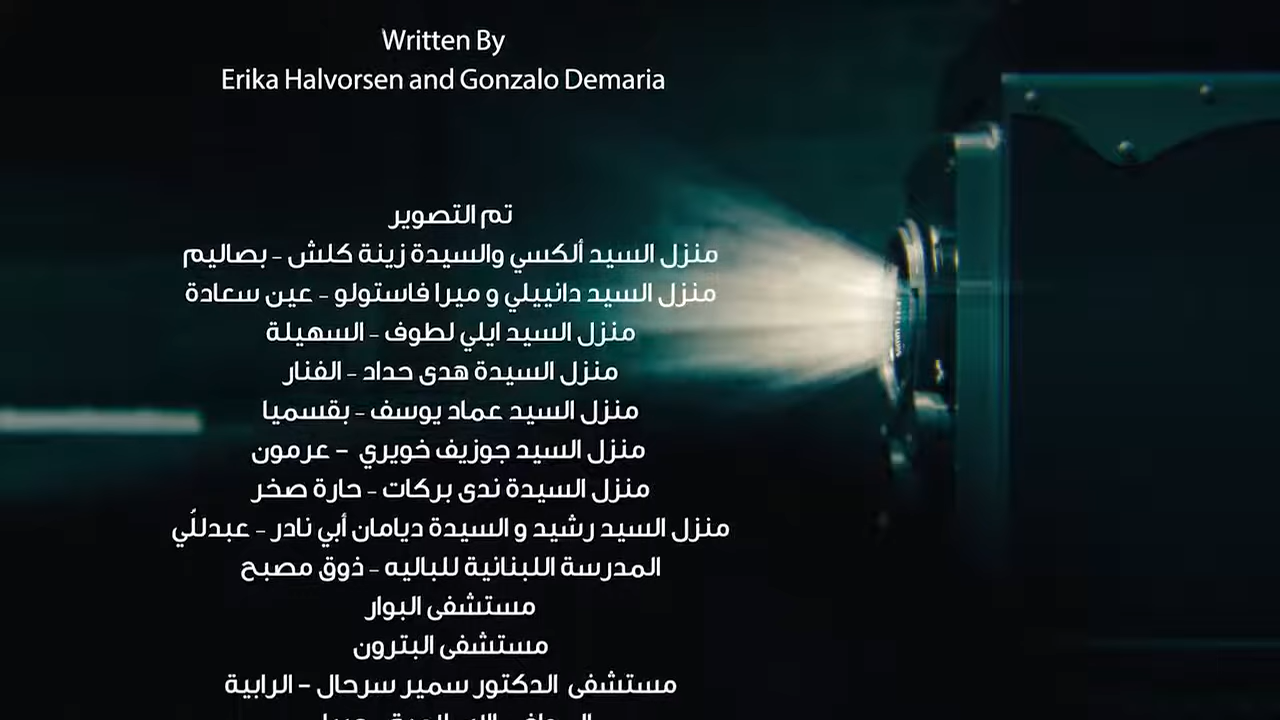 Written By
Erika Halvorsen and Gonzalo Demaria
تم التصوير
منزل السيد ألكسي والسيدة زينة كلش - بصاليم
منزل السيد دانييلي و ميرا فاستولو - عين سعادة
منزل السيد ايلي لطوف - السهيلة
منزل السيدة هدى حداد - الفنار
منزل السيد عماد يوسف - بقسميا
منزل السيد جوزيف خويري - عرمون
منزل السيدة ندى بركات - حارة صخر
منزل السيد رشيد و السيدة ديامان أبي نادر - عبدللّي
المدرسة اللبنانية للباليه - ذوق مصبح
مستشفى البوار
مستشفى البترون
مستشفى الدكتور سمير سرحال - الرابية